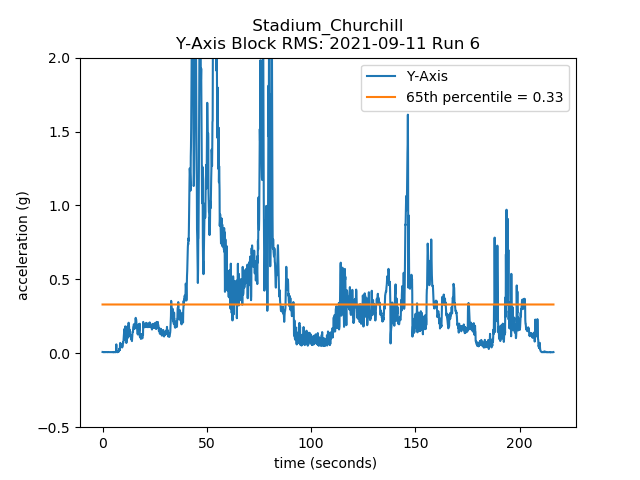 Stadium_Churchill
Y-Axis Block RMS: 2021-09-11 Run 6
Y-Axis
65th percentile = 0.33
2.0
1.5
1.0
0.5
0.0
−0.5
acceleration (g)
0 50 100 150 200
time (seconds)